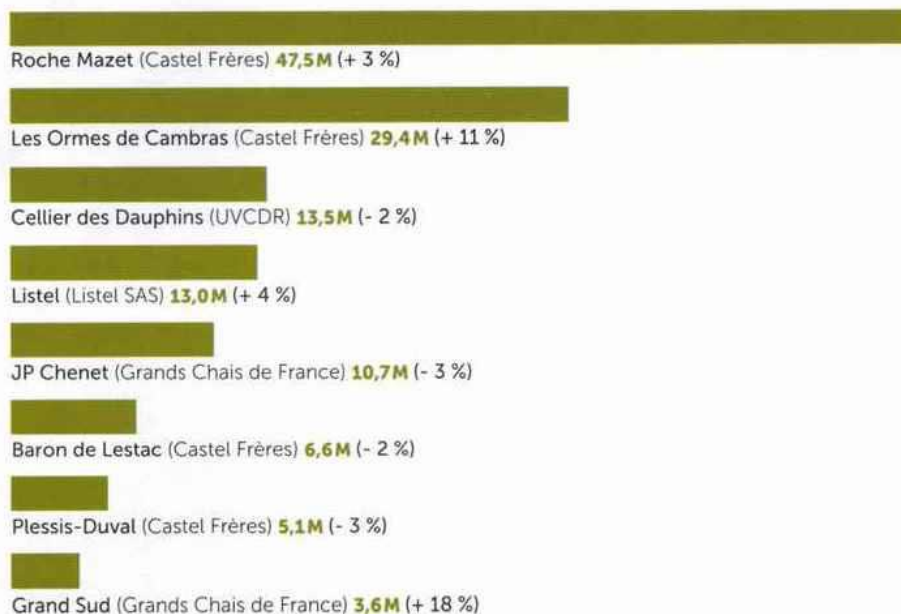 Roche Mazet (Castel Frères) 47,5M (+ 3 %)
Les Ormes de Cambras (Castel Frères) 29,4M (+ 11 %)
Cellier des Dauphins (UVCDR) 13,5M (- 2 %)
Listel (Listel SAS) 13,0M (+ 4 %)
JP Chenet (Grands Chais de France) 10,7M (- 3 %)
Baron de Lestac (Castel Frères) 6,6M (- 2 %)
Plessis-Duval (Castel Frères) 5,1M (- 3 %)
Grand Sud (Grands Chais de France) 3,6M (+ 18 %)